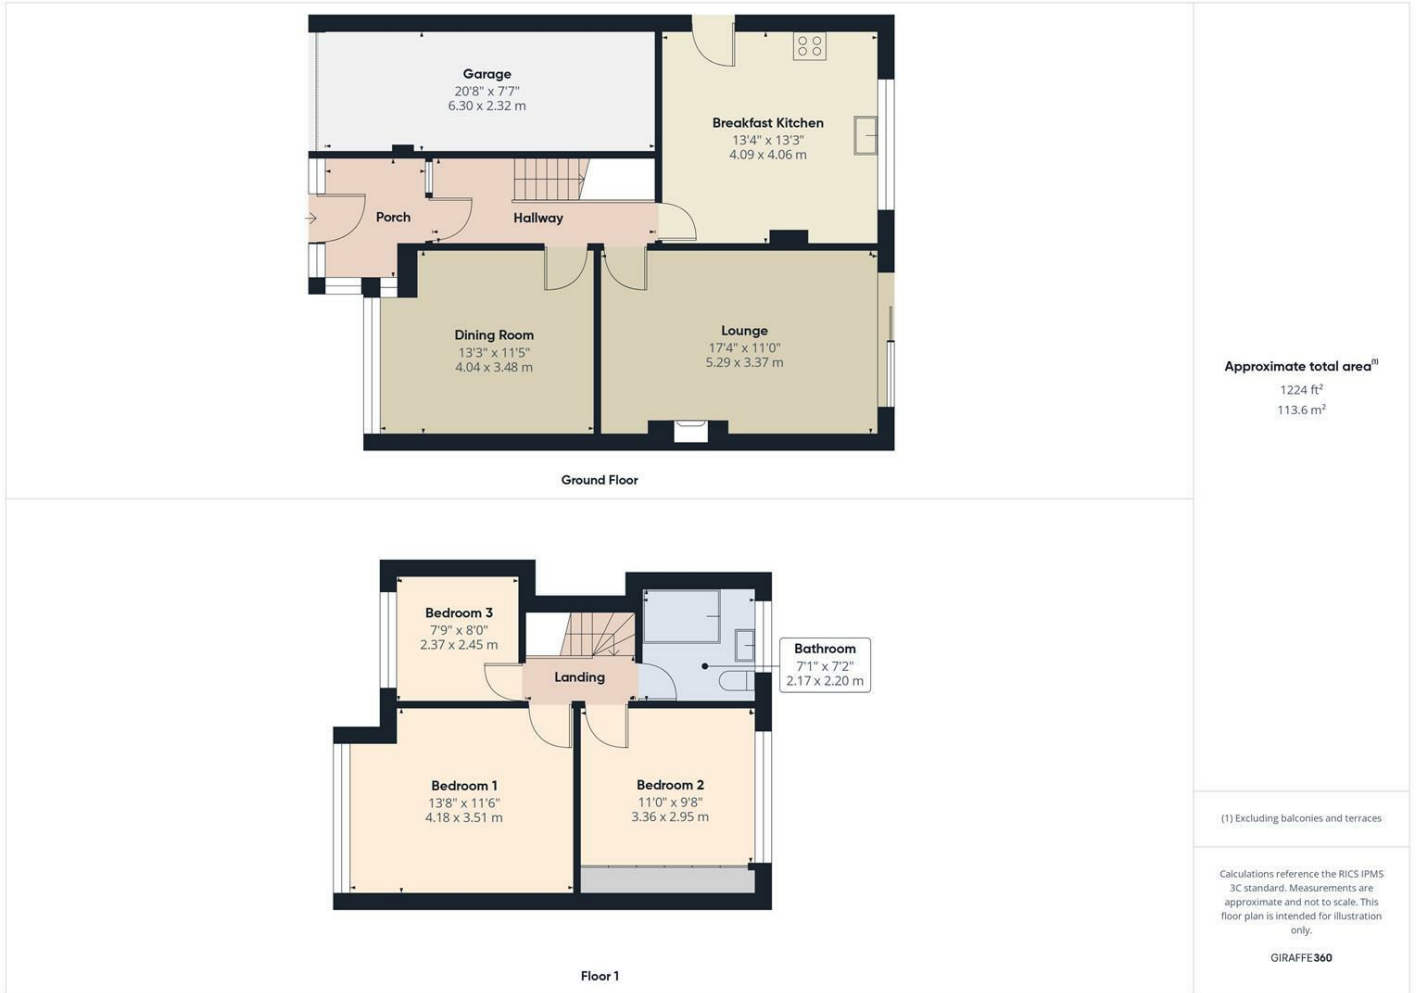 Garage
20'8" x 7'7"
6.30 x 2.32 m
Breakfast Kitchen
13'4" x 13'3"
4.09 x 4.06 m
Porch
Hallway
Dining Room
13'3" x 11'5"
4.04 x 3.48 m
Lounge
17'4" x 11'0"
5.29 x 3.37 m
Ground Floor
Approximate total area(1)
1224 ft²
113.6 m²
Bedroom 3
7'9" x 8'0"
2.37 x 2.45 m
Landing
Bathroom
7'1" x 7'2"
2.17 x 2.20 m
Bedroom 1
13'8" x 11'6"
4.18 x 3.51 m
Bedroom 2
11'0" x 9'8"
3.36 x 2.95 m
Floor 1
(1) Excluding balconies and terraces
Calculations reference the RICS IPMS
3C standard. Measurements are
approximate and not to scale. This
floor plan is intended for illustration
only.
GIRAFFE360